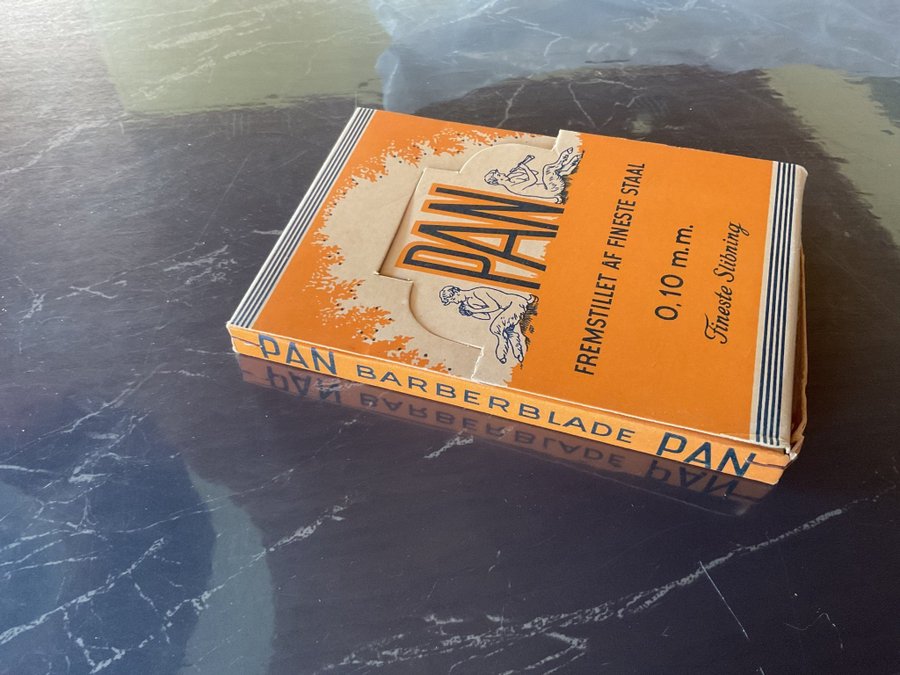 PAN
FREMSTILLET AF FINESTE STAAL
0,10 m.m.
Fineste Slibning
PAN BARBERBLADE PAN